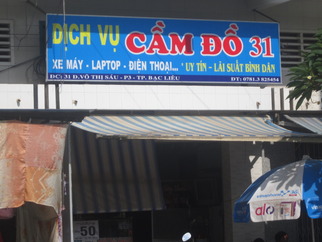 DỊCH VỤ CẦM ĐỒ 31
XE MÁY - LAPTOP - ĐIỆN THOẠI... * UY TÍN - LÃI SUẤT BÌNH DÂN
ĐC: 31 Đ.VÕ THỊ SÁU - P3 - TP. BẠC LIÊU ĐT: 0781.3 825454
50